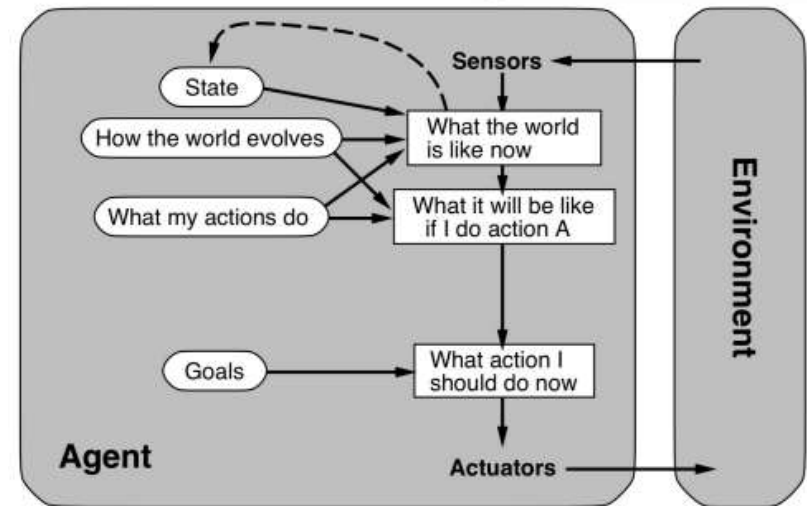 Sensors
State
What the world
is like now
How the world evolves
What my actions do
What it will be like
if I do action A
Goals
What action I
should do now
Agent
Actuators
Environment